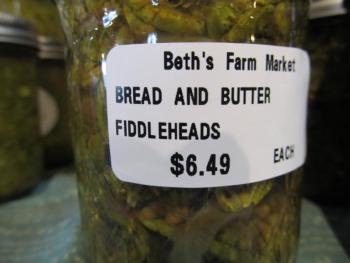 Beth's Farm Market
BREAD AND BUTTER
FIDDLEHEADS
$6.49 EACH